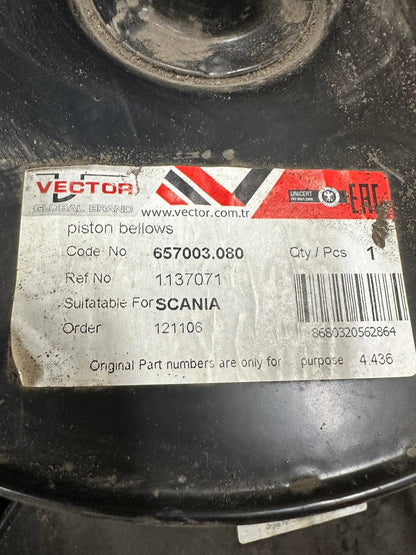 VECTOR
GLOBAL BRAND
www.vector.com.tr
UNICERT
EAC
piston bellows
Code No 657003.080 Qty / Pcs 1
Ref No 1137071
Suitatable For SCANIA
Order 121106
8680320562864
Original Part numbers are only for purpose 4 436